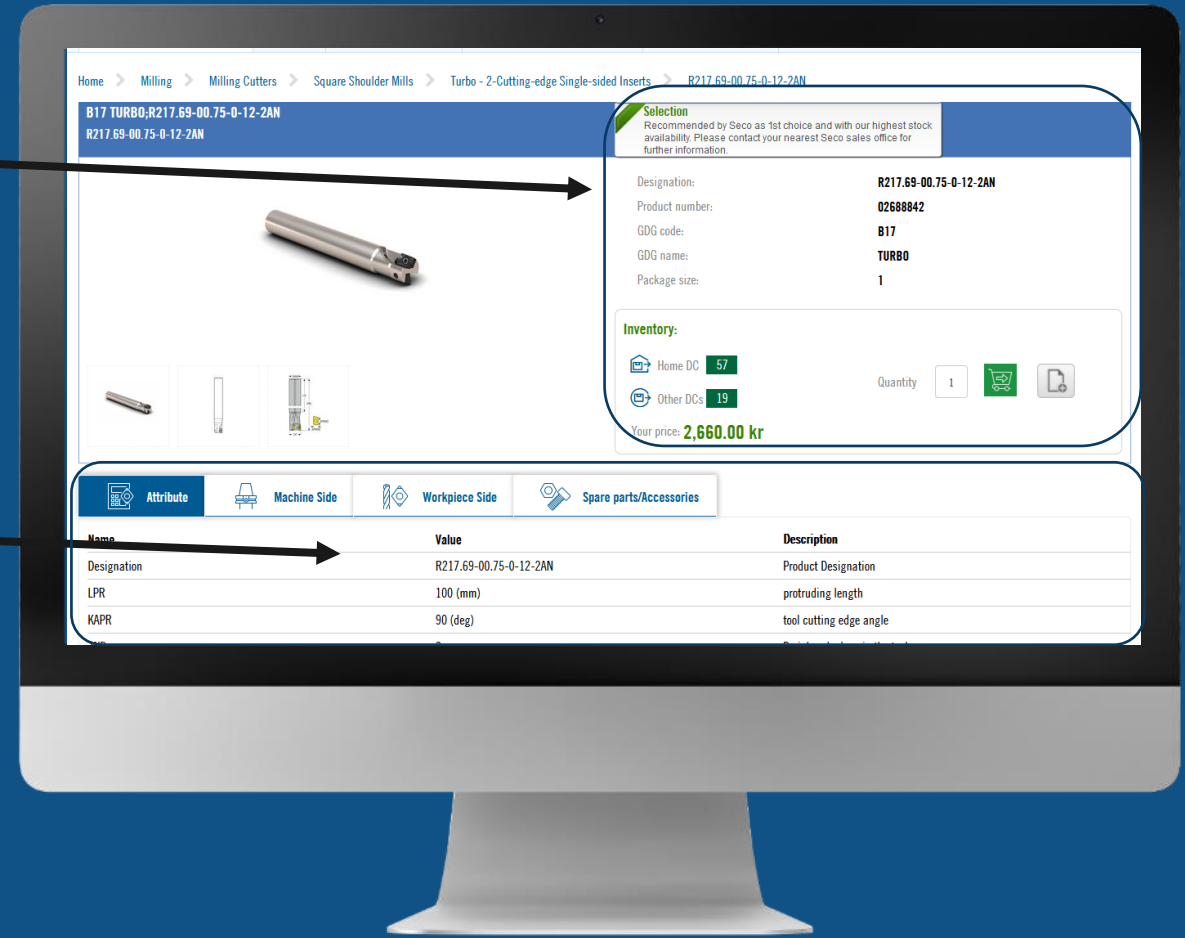 Home Milling Milling Cutters Square Shoulder Mills Turbo - 2-Cutting-edge Single-sided Inserts R217.69-00.75-0-12-2AN
B17 TURBO;R217.69-00.75-0-12-2AN
R217.69-00.75-0-12-2AN
Selection
Recommended by Seco as 1st choice and with our highest stock
availability. Please contact your nearest Seco sales office for
further information.
Designation: R217.69-00.75-0-12-2AN
Product number: 02688842
GDG code: B17
GDG name: TURBO
Package size: 1
Inventory:
Home DC 57
Other DCs 19
Quantity 1
Your price: 2,660.00 kr
Attribute Machine Side Workpiece Side Spare parts/Accessories
Name Value Description
Designation R217.69-00.75-0-12-2AN Product Designation
LPR 100 (mm) protruding length
KAPR 90 (deg) tool cutting edge angle